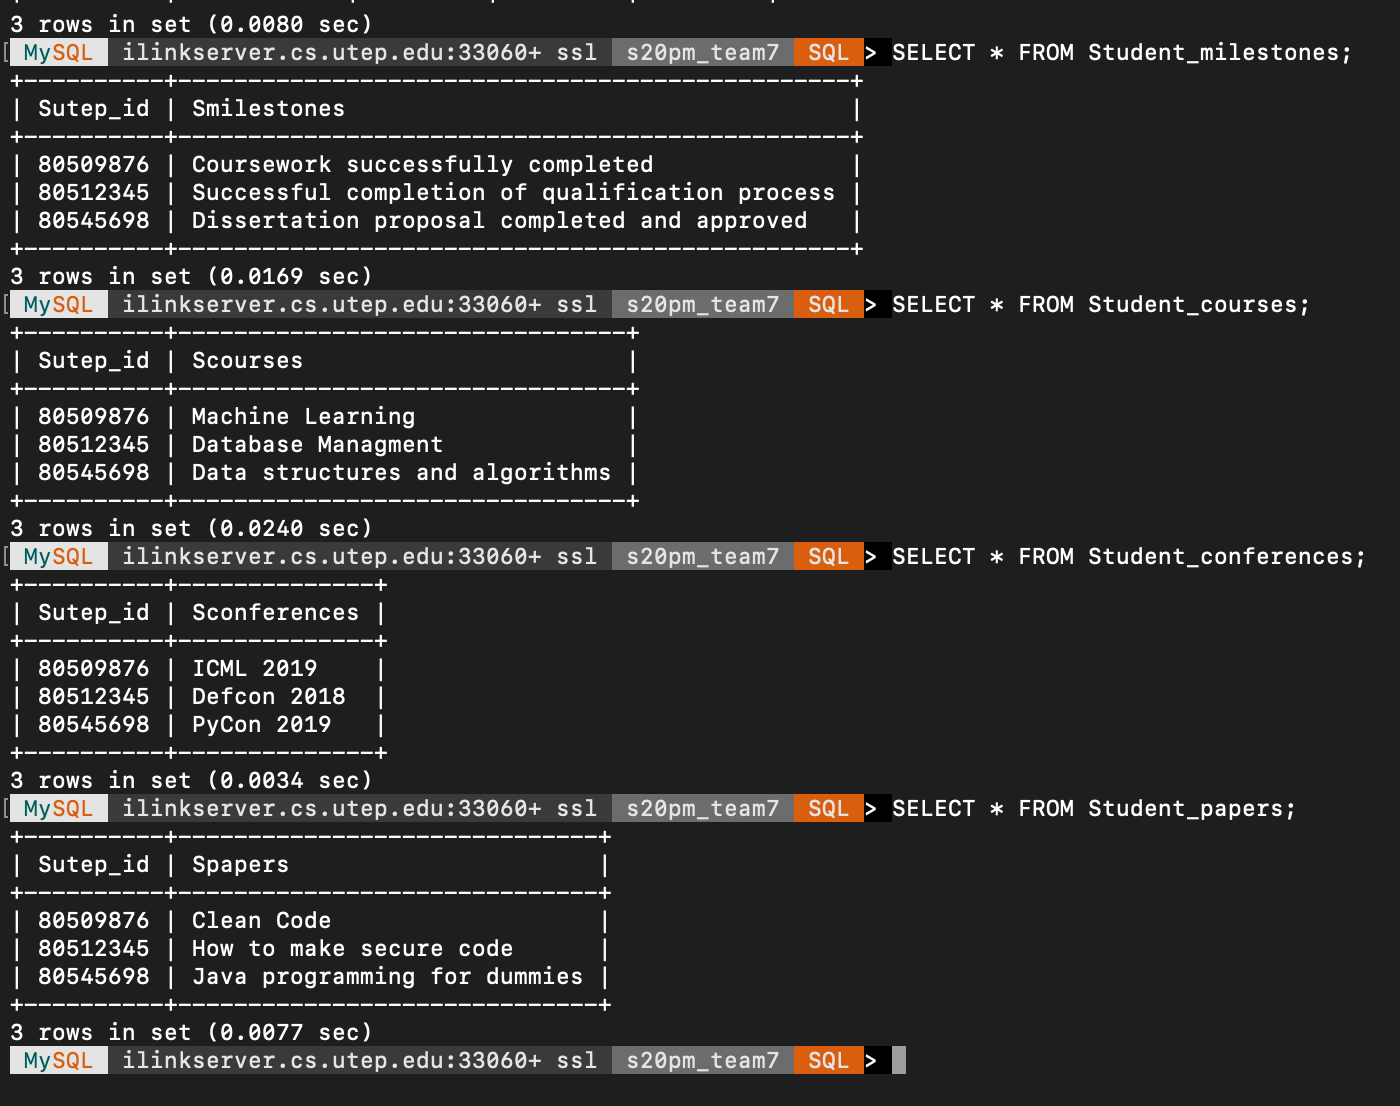 3 rows in set (0.0080 sec)
MySQL ilinkserver.cs.utep.edu:33060+ ssl s20pm_team7 SQL > SELECT * FROM Student_milestones;
+----------+------------------------------------------------+
| Sutep_id | Smilestones                                    |
+----------+------------------------------------------------+
| 80509876 | Coursework successfully completed              |
| 80512345 | Successful completion of qualification process |
| 80545698 | Dissertation proposal completed and approved   |
+----------+------------------------------------------------+
3 rows in set (0.0169 sec)
MySQL ilinkserver.cs.utep.edu:33060+ ssl s20pm_team7 SQL > SELECT * FROM Student_courses;
+----------+--------------------------------+
| Sutep_id | Scourses                       |
+----------+--------------------------------+
| 80509876 | Machine Learning               |
| 80512345 | Database Managment             |
| 80545698 | Data structures and algorithms |
+----------+--------------------------------+
3 rows in set (0.0240 sec)
MySQL ilinkserver.cs.utep.edu:33060+ ssl s20pm_team7 SQL > SELECT * FROM Student_conferences;
+----------+--------------+
| Sutep_id | Sconferences |
+----------+--------------+
| 80509876 | ICML 2019    |
| 80512345 | Defcon 2018  |
| 80545698 | PyCon 2019   |
+----------+--------------+
3 rows in set (0.0034 sec)
MySQL ilinkserver.cs.utep.edu:33060+ ssl s20pm_team7 SQL > SELECT * FROM Student_papers;
+----------+------------------------------+
| Sutep_id | Spapers                      |
+----------+------------------------------+
| 80509876 | Clean Code                   |
| 80512345 | How to make secure code      |
| 80545698 | Java programming for dummies |
+----------+------------------------------+
3 rows in set (0.0077 sec)
MySQL ilinkserver.cs.utep.edu:33060+ ssl s20pm_team7 SQL >